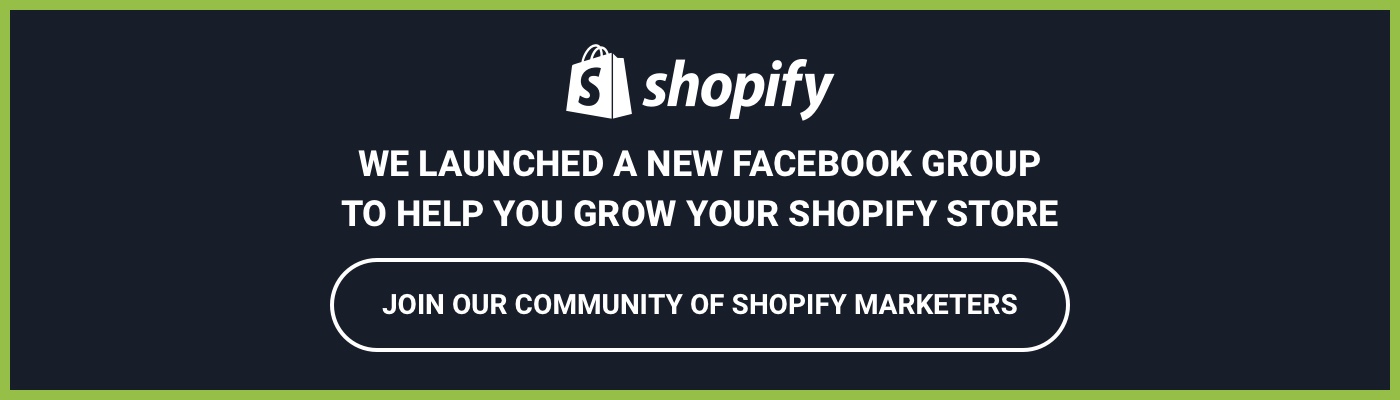 shopify
WE LAUNCHED A NEW FACEBOOK GROUP
TO HELP YOU GROW YOUR SHOPIFY STORE
JOIN OUR COMMUNITY OF SHOPIFY MARKETERS